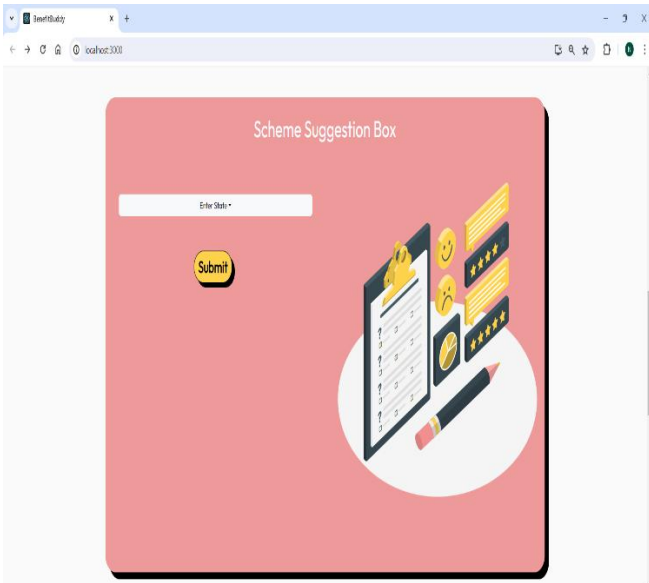 BenefitBuddy
localhost:3000
Scheme Suggestion Box
Enter State
Submit